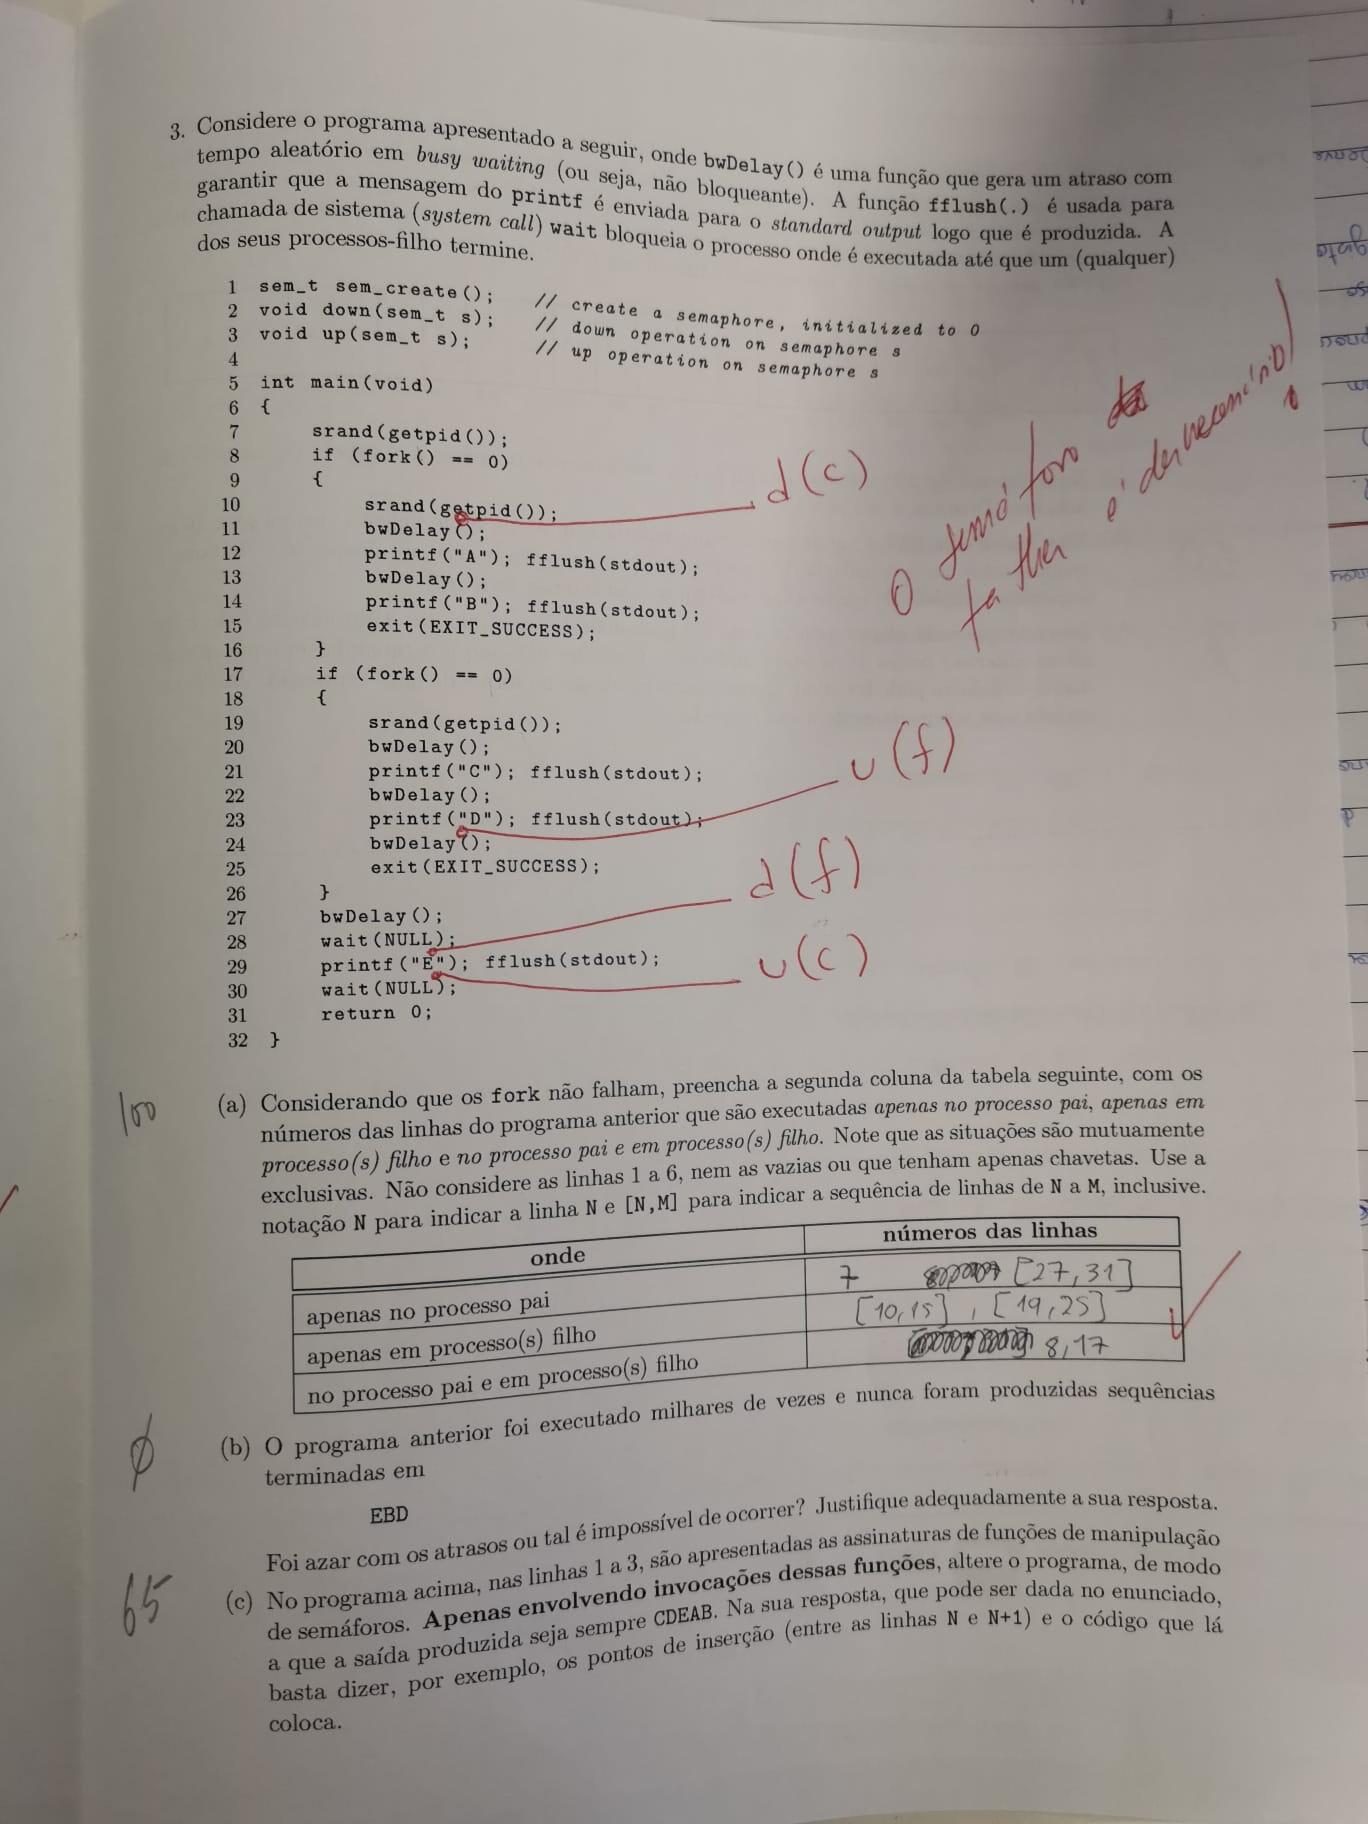 3. Considere o programa apresentado a seguir, onde bwDelay() é uma função que gera um atraso com
tempo aleatório em busy waiting (ou seja, não bloqueante). A função fflush(.) é usada para
garantir que a mensagem do printf é enviada para o standard output logo que é produzida. A
chamada de sistema (system call) wait bloqueia o processo onde é executada até que um (qualquer)
dos seus processos-filho termine.
1 sem_t sem_create(); // create a semaphore, initialized to 0
2 void down(sem_t s); // down operation on semaphore s
3 void up(sem_t s); // up operation on semaphore s
4
5 int main(void)
6 {
7 srand(getpid());
8 if (fork() == 0)
9 {
10 srand(getpid());
d(c)
11 bwDelay();
12 printf("A"); fflush(stdout);
13 bwDelay();
14 printf("B"); fflush(stdout);
15 exit(EXIT_SUCCESS);
16 }
O semáforo
father é desnecessário!
17 if (fork() == 0)
18 {
19 srand(getpid());
20 bwDelay();
21 printf("C"); fflush(stdout);
u(f)
22 bwDelay();
23 printf("D"); fflush(stdout);
24 bwDelay();
25 exit(EXIT_SUCCESS);
d(f)
26 }
27 bwDelay();
28 wait(NULL);
29 printf("E"); fflush(stdout);
u(c)
30 wait(NULL);
31 return 0;
32 }
100
(a) Considerando que os fork não falham, preencha a segunda coluna da tabela seguinte, com os
números das linhas do programa anterior que são executadas apenas no processo pai, apenas em
processo(s) filho e no processo pai e em processo(s) filho. Note que as situações são mutuamente
exclusivas. Não considere as linhas 1 a 6, nem as vazias ou que tenham apenas chavetas. Use a
notação N para indicar a linha N e [N,M] para indicar a sequência de linhas de N a M, inclusive.
onde números das linhas
apenas no processo pai 7 [27,31]
apenas em processo(s) filho [10,15] , [19,25]
no processo pai e em processo(s) filho 8,17
Ø
(b) O programa anterior foi executado milhares de vezes e nunca foram produzidas sequências
terminadas em
EBD
Foi azar com os atrasos ou tal é impossível de ocorrer? Justifique adequadamente a sua resposta.
65
(c) No programa acima, nas linhas 1 a 3, são apresentadas as assinaturas de funções de manipulação
de semáforos. Apenas envolvendo invocações dessas funções, altere o programa, de modo
a que a saída produzida seja sempre CDEAB. Na sua resposta, que pode ser dada no enunciado,
basta dizer, por exemplo, os pontos de inserção (entre as linhas N e N+1) e o código que lá
coloca.